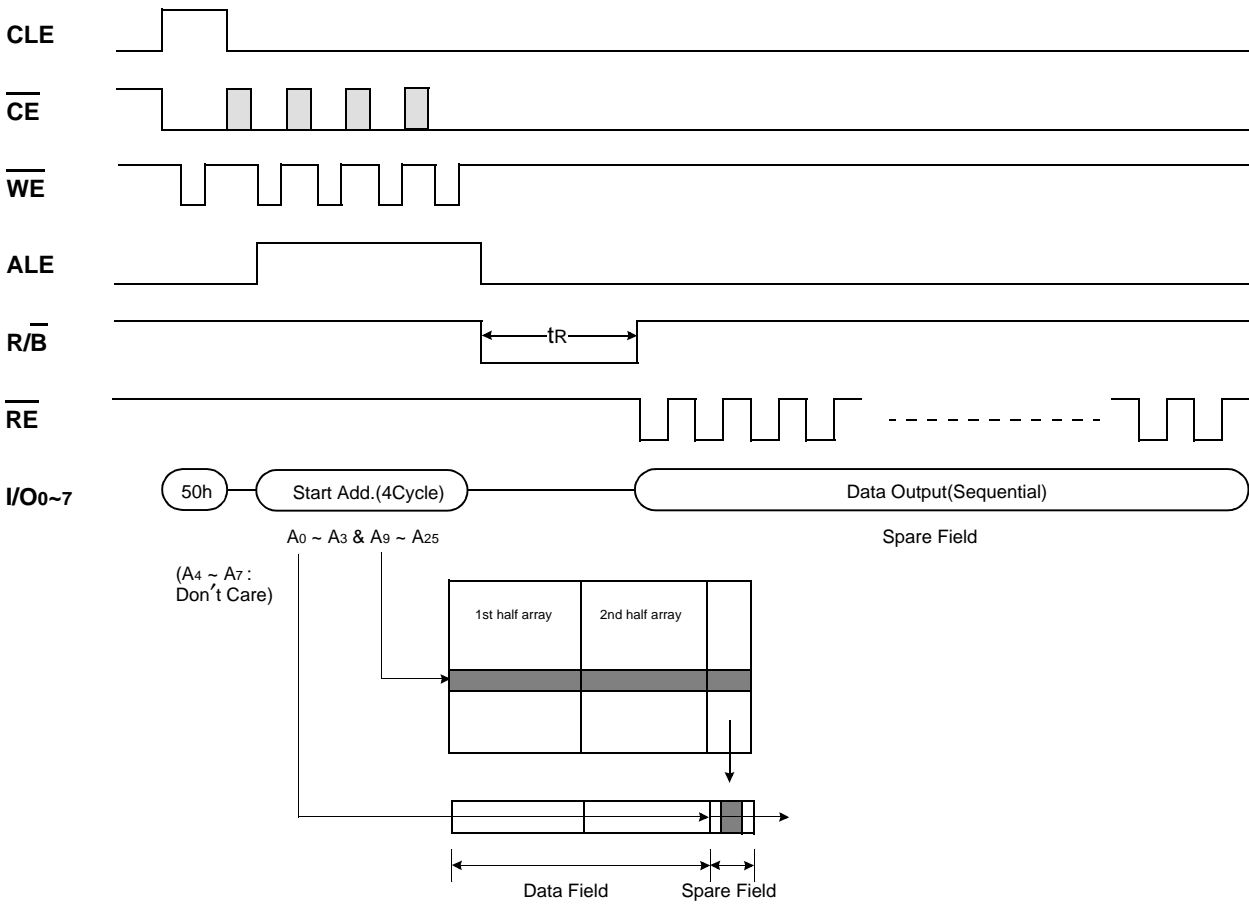 CLE
CE
WE
ALE
R/B
tR
RE
I/O0~7
50h
Start Add.(4Cycle)
Data Output(Sequential)
A0 ~ A3 & A9 ~ A25
Spare Field
(A4 ~ A7 :
Don't Care)
1st half array
2nd half array
Data Field
Spare Field